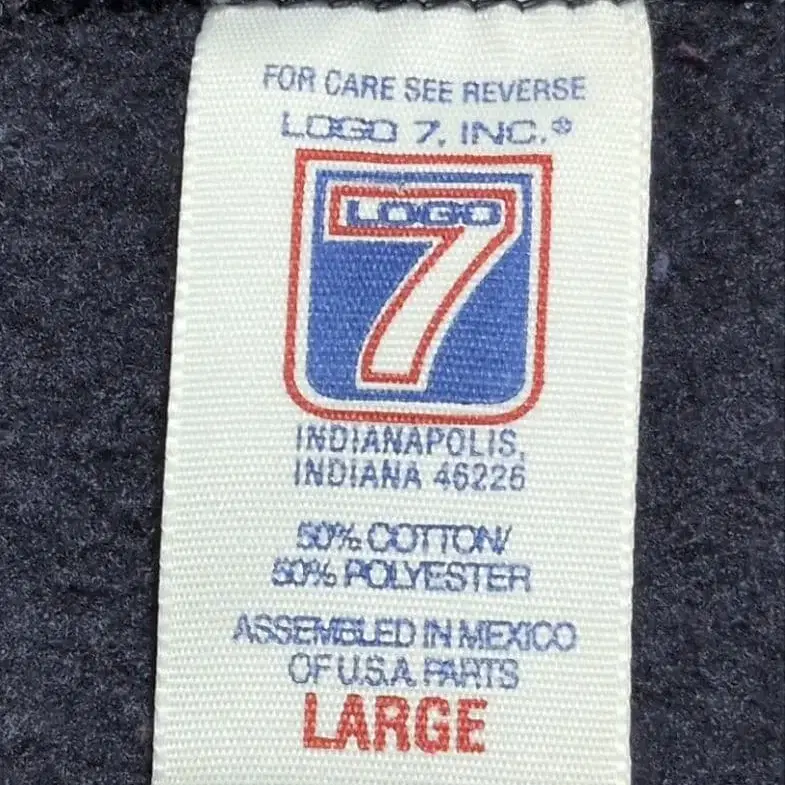 FOR CARE SEE REVERSE
LOGO 7, INC.®
LOGO
7
INDIANAPOLIS,
INDIANA 46226
50% COTTON/
50% POLYESTER
ASSEMBLED IN MEXICO
OF U.S.A. PARTS
LARGE